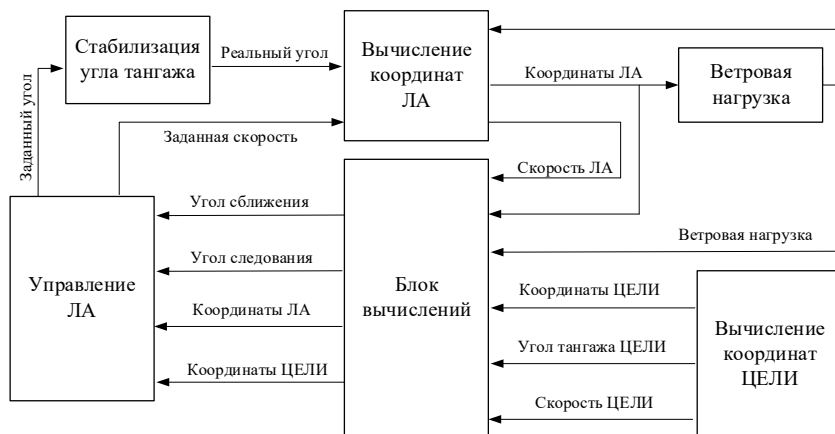 Стабилизация
угла тангажа
Реальный угол
Вычисление
координат
ЛА
Координаты ЛА
Ветровая
нагрузка
Заданный угол
Заданная скорость
Скорость ЛА
Управление
ЛА
Угол сближения
Угол следования
Координаты ЛА
Координаты ЦЕЛИ
Блок
вычислений
Ветровая нагрузка
Координаты ЦЕЛИ
Угол тангажа ЦЕЛИ
Скорость ЦЕЛИ
Вычисление
координат
ЦЕЛИ